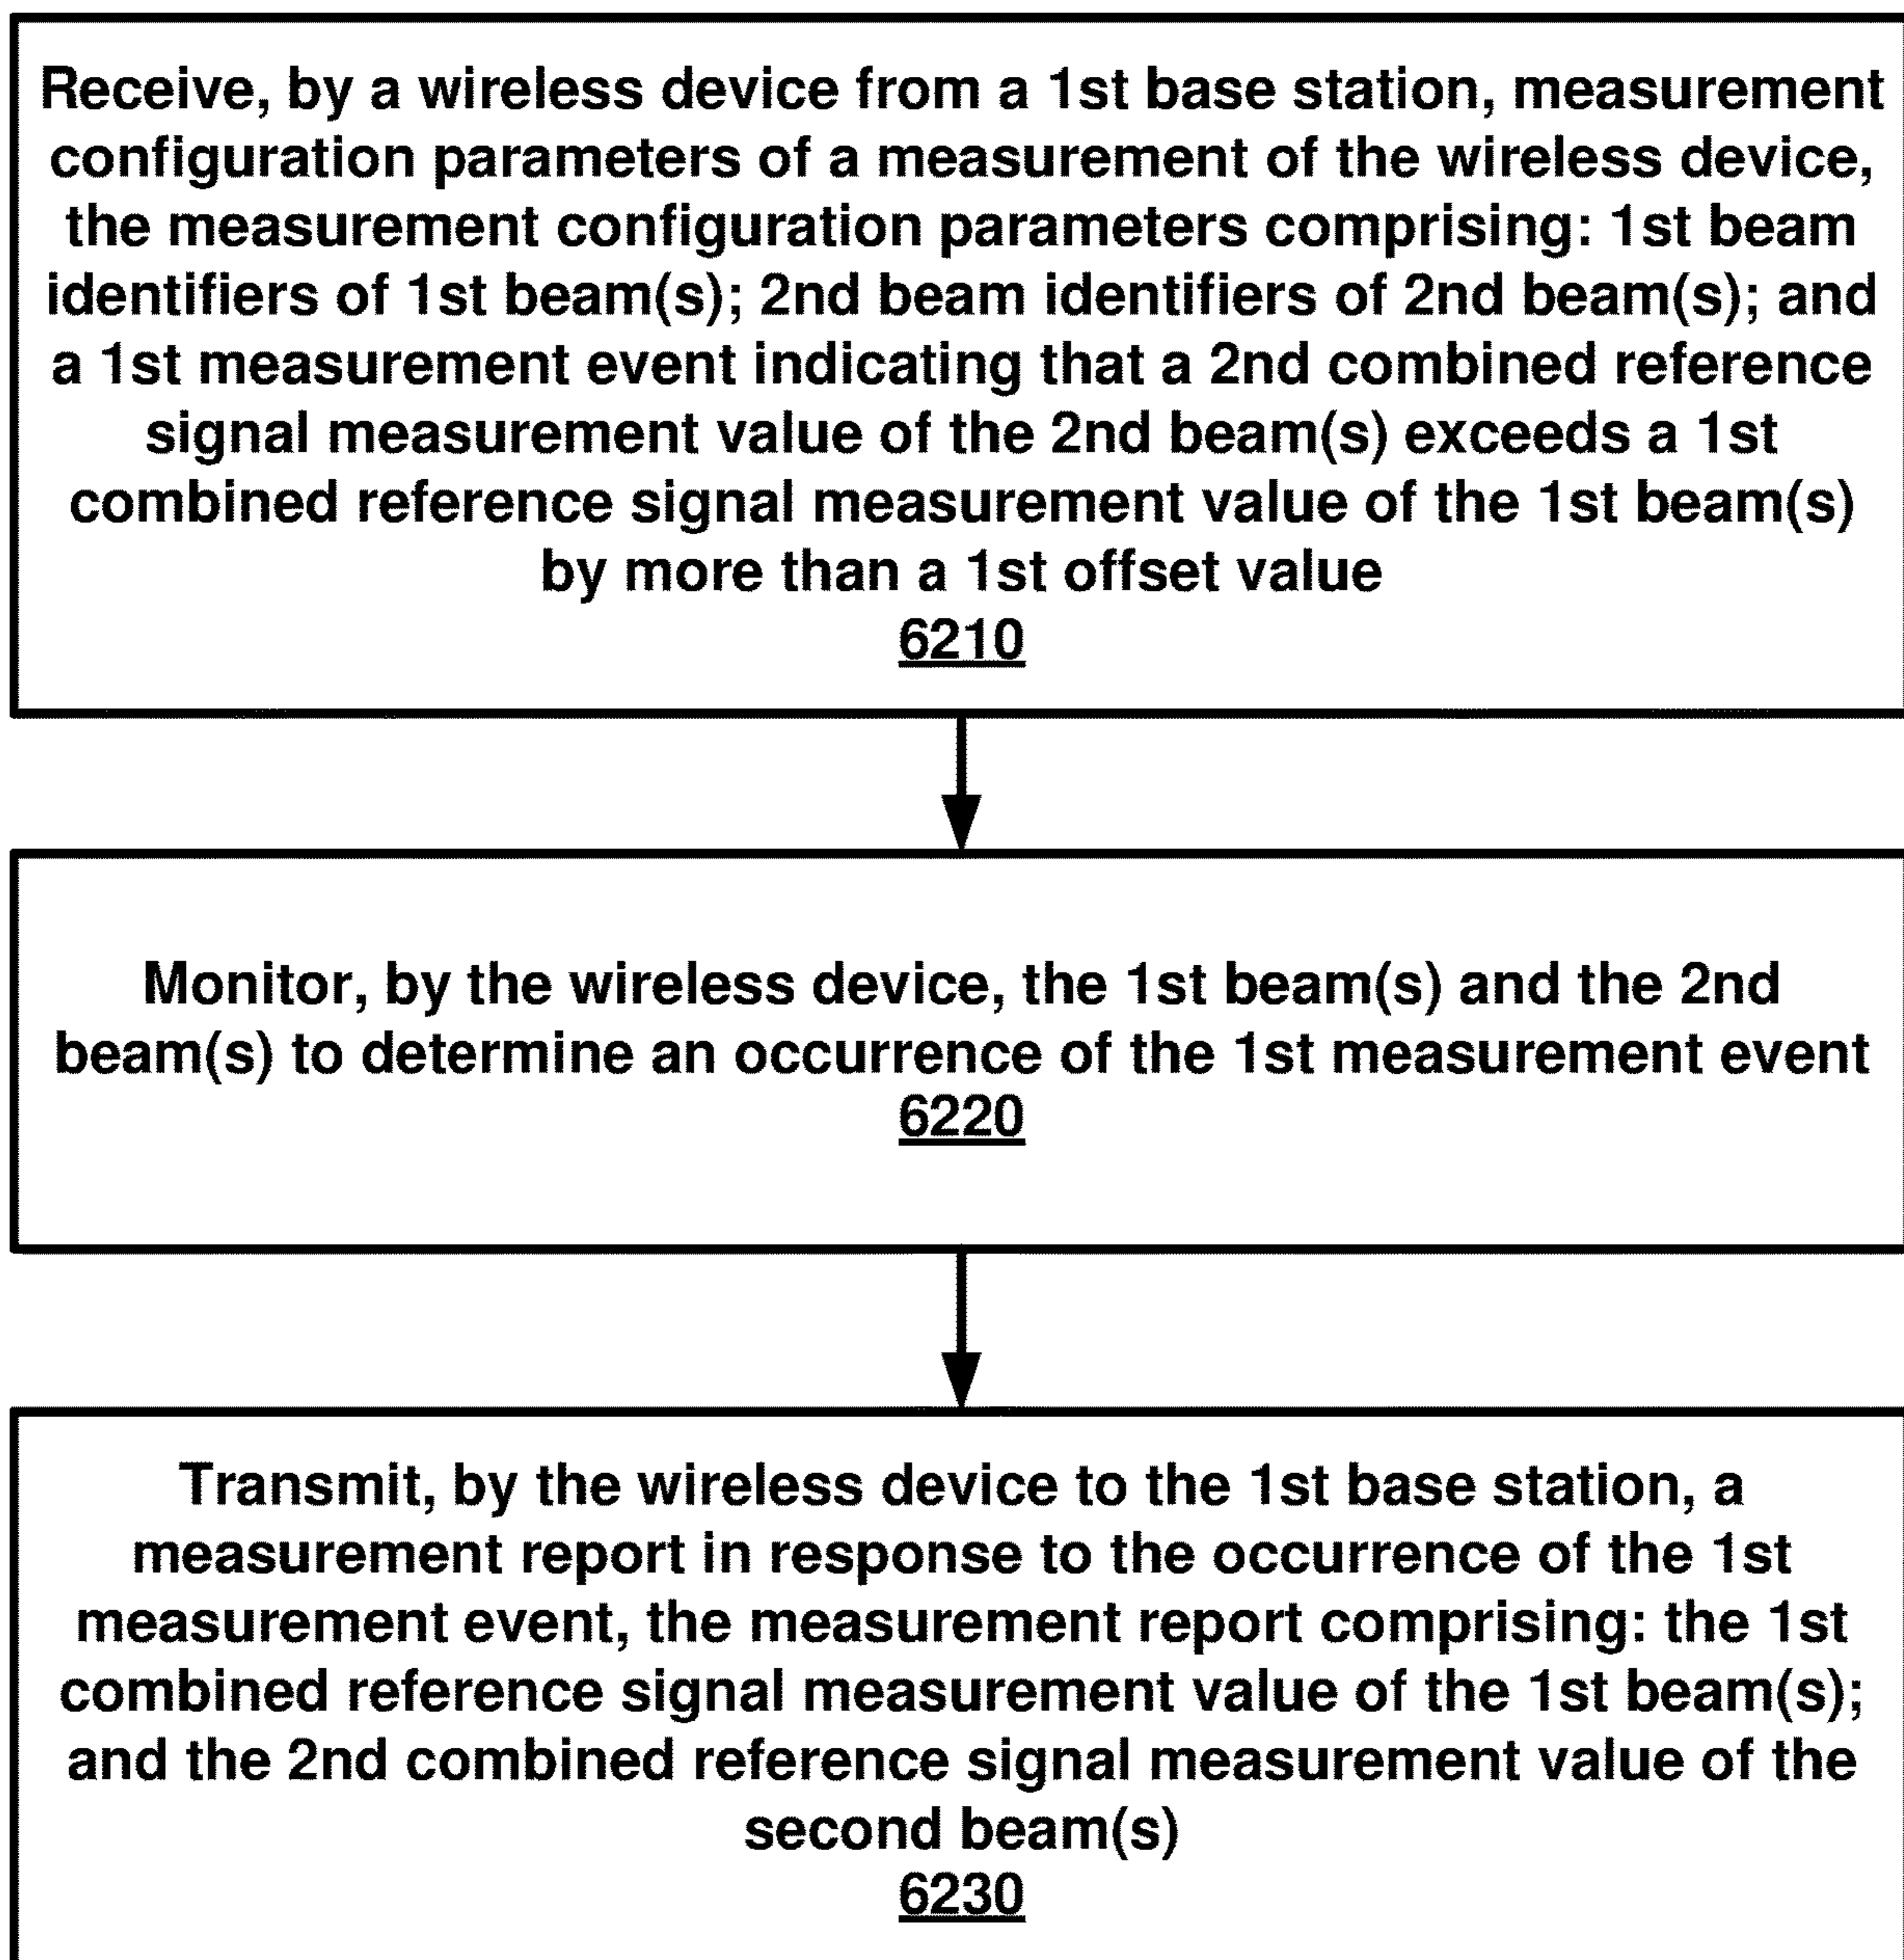 Receive, by a wireless device from a 1st base station, measurement
configuration parameters of a measurement of the wireless device,
the measurement configuration parameters comprising: 1st beam
identifiers of 1st beam(s); 2nd beam identifiers of 2nd beam(s); and
a 1st measurement event indicating that a 2nd combined reference
signal measurement value of the 2nd beam(s) exceeds a 1st
combined reference signal measurement value of the 1st beam(s)
by more than a 1st offset value
6210
Monitor, by the wireless device, the 1st beam(s) and the 2nd
beam(s) to determine an occurrence of the 1st measurement event
6220
Transmit, by the wireless device to the 1st base station, a
measurement report in response to the occurrence of the 1st
measurement event, the measurement report comprising: the 1st
combined reference signal measurement value of the 1st beam(s);
and the 2nd combined reference signal measurement value of the
second beam(s)
6230